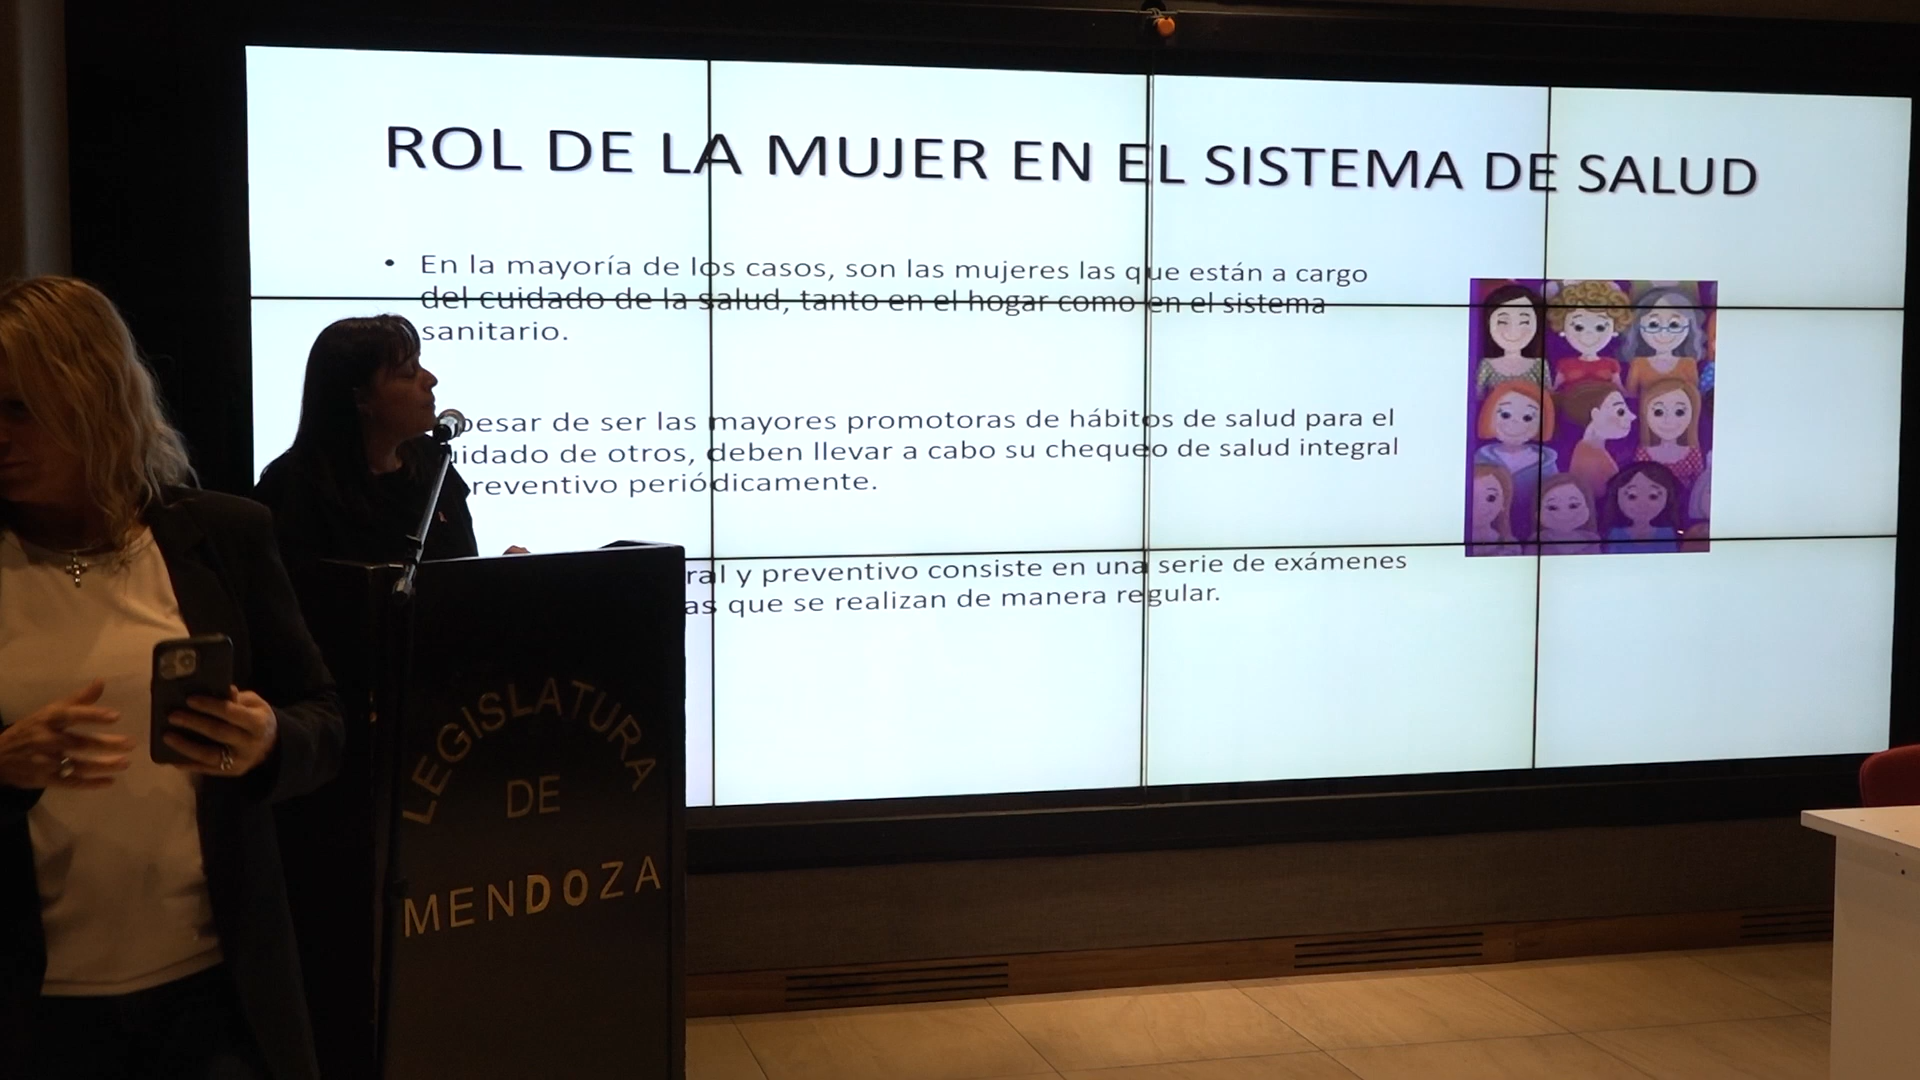 ROL DE LA MUJER EN EL SISTEMA DE SALUD
• En la mayoría de los casos, son las mujeres las que están a cargo
del cuidado de la salud, tanto en el hogar como en el sistema
sanitario.
pesar de ser las mayores promotoras de hábitos de salud para el
uidado de otros, deben llevar a cabo su chequeo de salud integral
reventivo periódicamente.
ral y preventivo consiste en una serie de exámenes
as que se realizan de manera regular.
LEGISLATURA
DE
MENDOZA